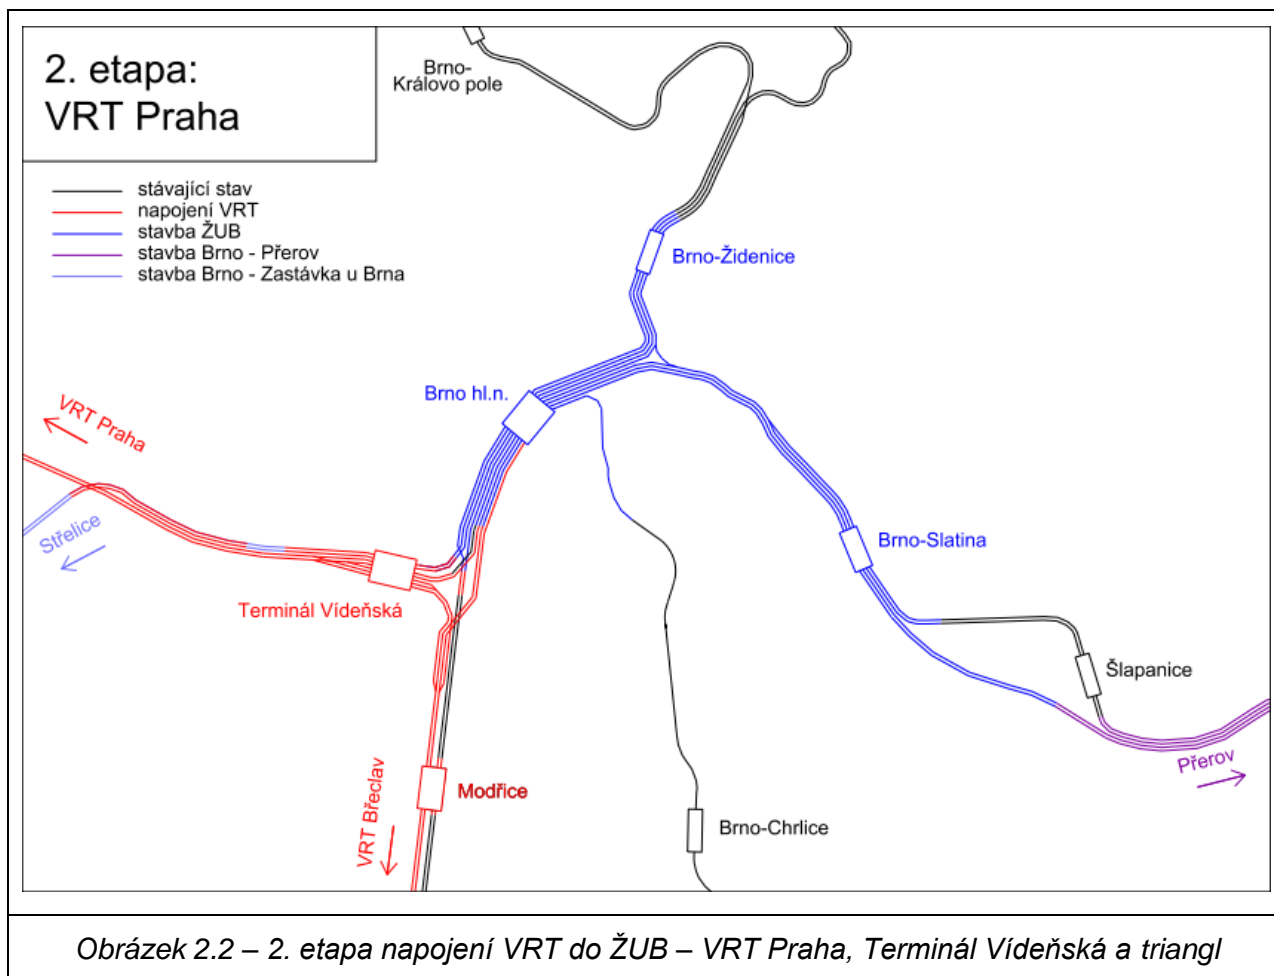 2. etapa:
VRT Praha
stávající stav
napojení VRT
stavba ŽUB
stavba Brno - Přerov
stavba Brno - Zastávka u Brna
Brno-
Královo pole
Brno-Židenice
Brno hl.n.
VRT Praha
Střelice
Terminál Vídeňská
Brno-Slatina
Šlapanice
Přerov
Modřice
VRT Břeclav
Brno-Chrlice
Obrázek 2.2 – 2. etapa napojení VRT do ŽUB – VRT Praha, Terminál Vídeňská a triangl